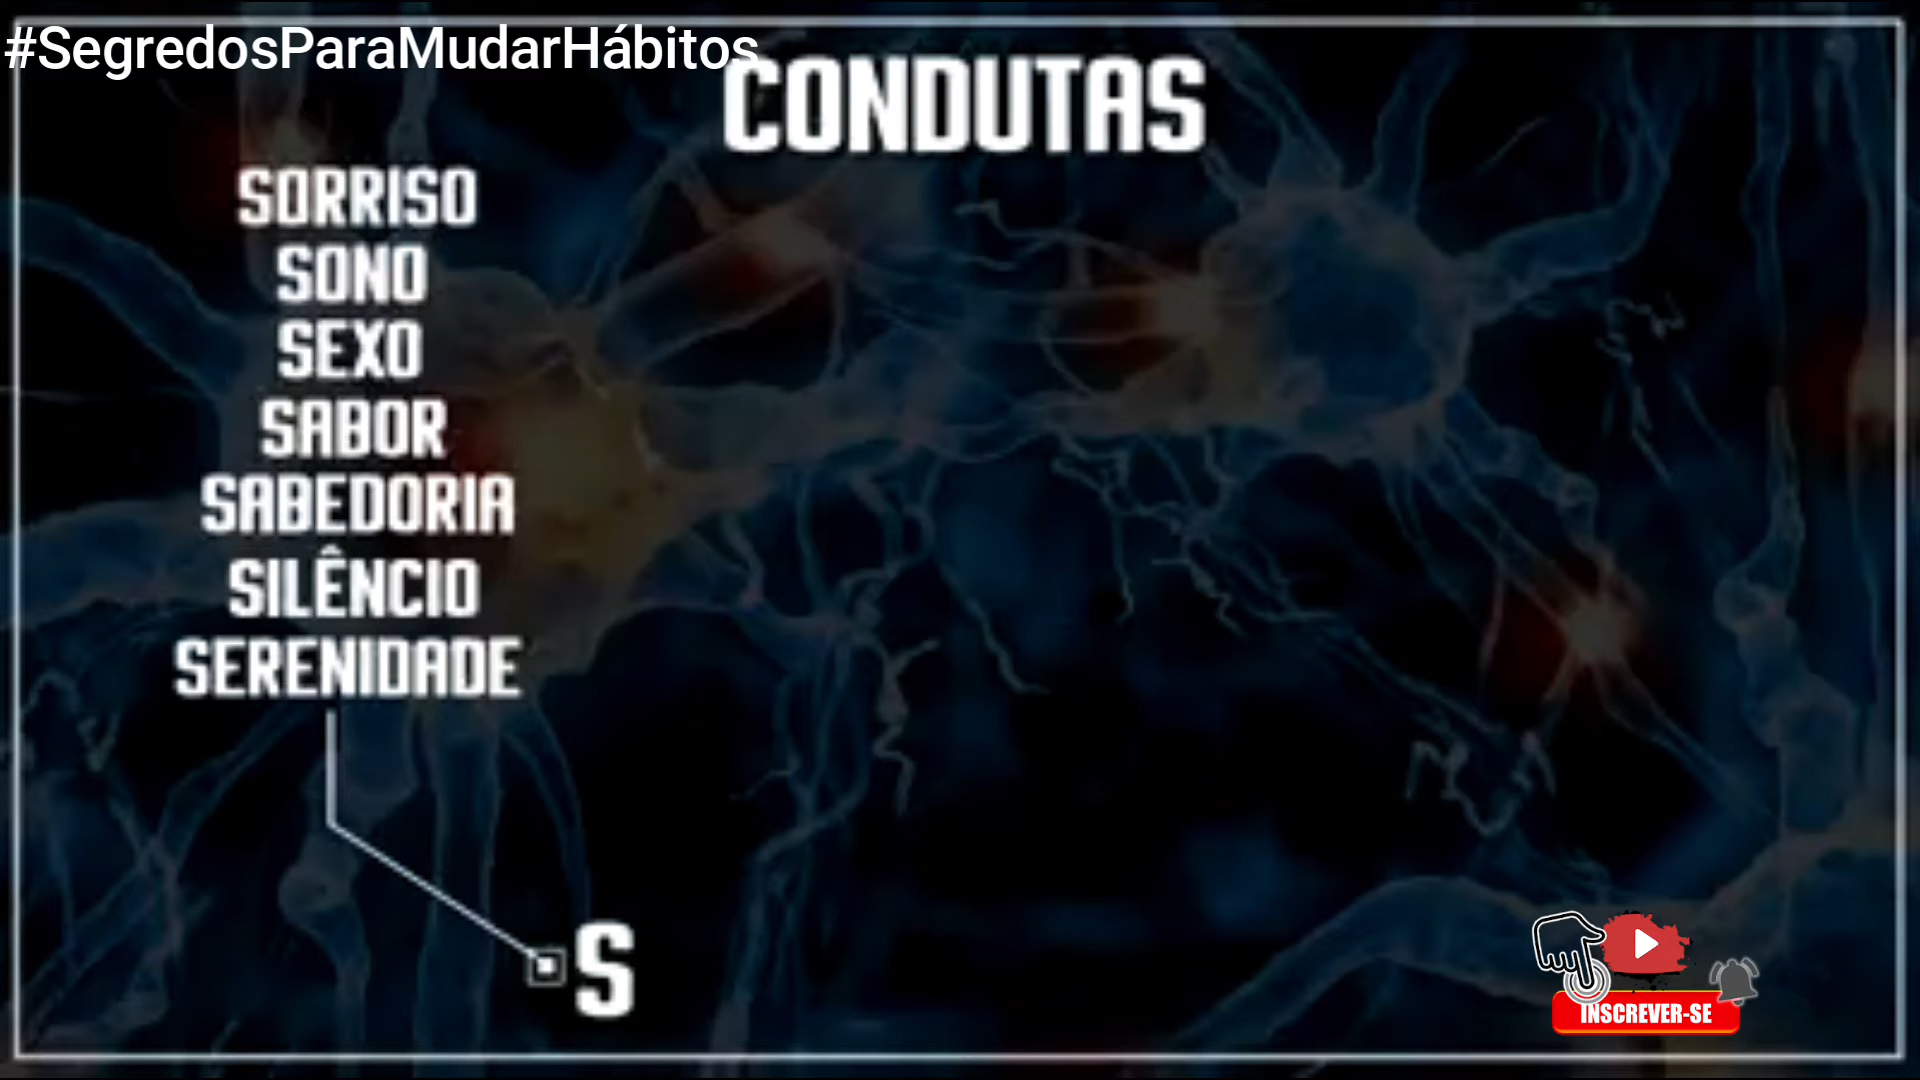 #SegredosParaMudarHábitos
CONDUTAS
SORRISO
SONO
SEXO
SABOR
SABEDORIA
SILÊNCIO
SERENIDADE
S
INSCREVER-SE